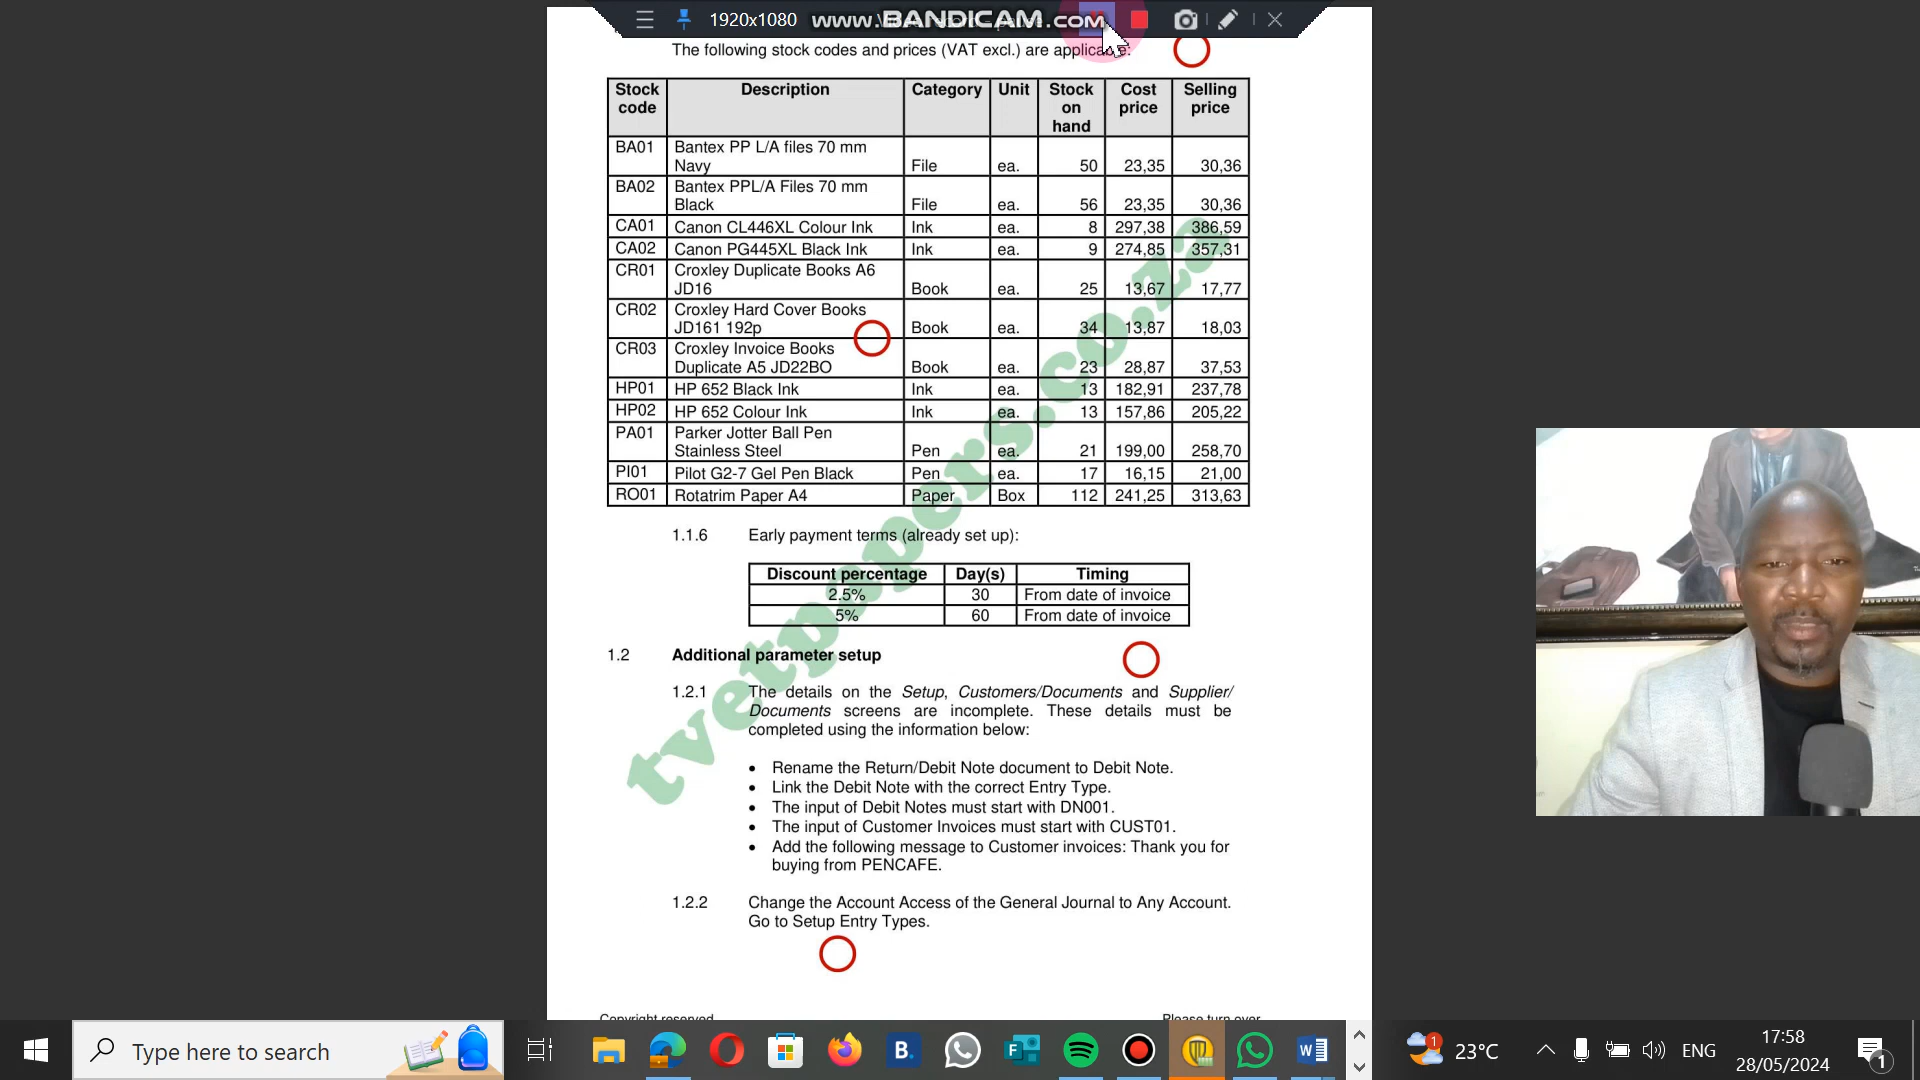 1920x1080
www.BANDICAM.com
The following stock codes and prices (VAT excl.) are applicable:
Stock code Description Category Unit Stock on hand Cost price Selling price
BA01 Bantex PP L/A files 70 mm Navy File ea. 50 23,35 30,36
BA02 Bantex PPL/A Files 70 mm Black File ea. 56 23,35 30,36
CA01 Canon CL446XL Colour Ink Ink ea. 8 297,38 386,59
CA02 Canon PG445XL Black Ink Ink ea. 9 274,85 357,31
CR01 Croxley Duplicate Books A6 JD16 Book ea. 25 13,67 17,77
CR02 Croxley Hard Cover Books JD161 192p Book ea. 34 13,87 18,03
CR03 Croxley Invoice Books Duplicate A5 JD22BO Book ea. 23 28,87 37,53
HP01 HP 652 Black Ink Ink ea. 13 182,91 237,78
HP02 HP 652 Colour Ink Ink ea. 13 157,86 205,22
PA01 Parker Jotter Ball Pen Stainless Steel Pen ea. 21 199,00 258,70
PI01 Pilot G2-7 Gel Pen Black Pen ea. 17 16,15 21,00
RO01 Rotatrim Paper A4 Paper Box 112 241,25 313,63
tvetpapers.co.za
1.1.6 Early payment terms (already set up):
Discount percentage Day(s) Timing
2.5% 30 From date of invoice
5% 60 From date of invoice
1.2 Additional parameter setup
1.2.1 The details on the Setup, Customers/Documents and Supplier/
Documents screens are incomplete. These details must be
completed using the information below:
• Rename the Return/Debit Note document to Debit Note.
• Link the Debit Note with the correct Entry Type.
• The input of Debit Notes must start with DN001.
• The input of Customer Invoices must start with CUST01.
• Add the following message to Customer invoices: Thank you for
buying from PENCAFE.
1.2.2 Change the Account Access of the General Journal to Any Account.
Go to Setup Entry Types.
Copyright reserved Please turn over
Type here to search
B.
F
W
1
23°C
ENG
17:58
28/05/2024
1